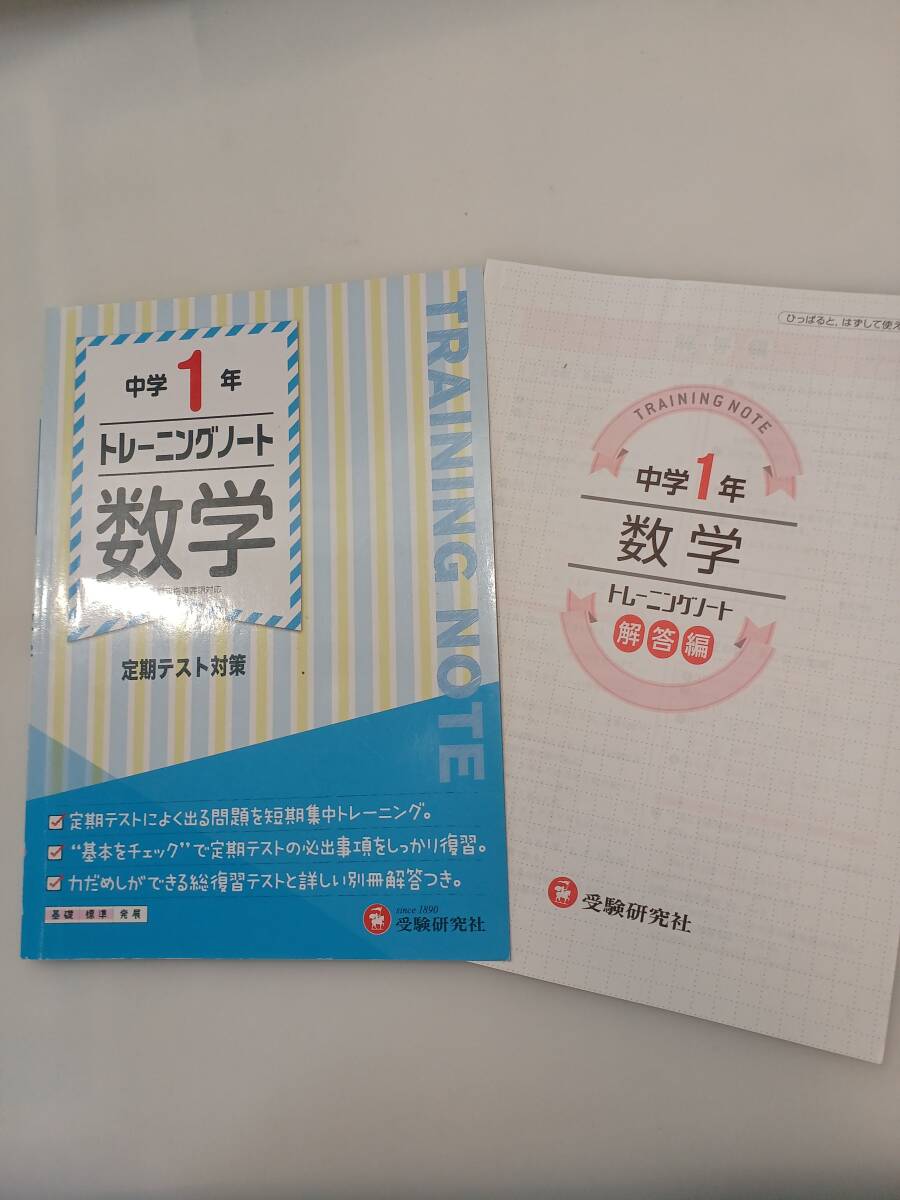 中学1年
トレーニングノート
数学
定期テスト対策
TRAINING NOTE
定期テストによく出る問題を短期集中トレーニング。
“基本をチェック”で定期テストの必出事項をしっかり復習。
力だめしができる総復習テストと詳しい別冊解答つき。
基礎 標準 発展
since 1890
受験研究社
ひっぱると,はずして使え
TRAINING NOTE
中学1年
数学
トレーニングノート
解答編
受験研究社